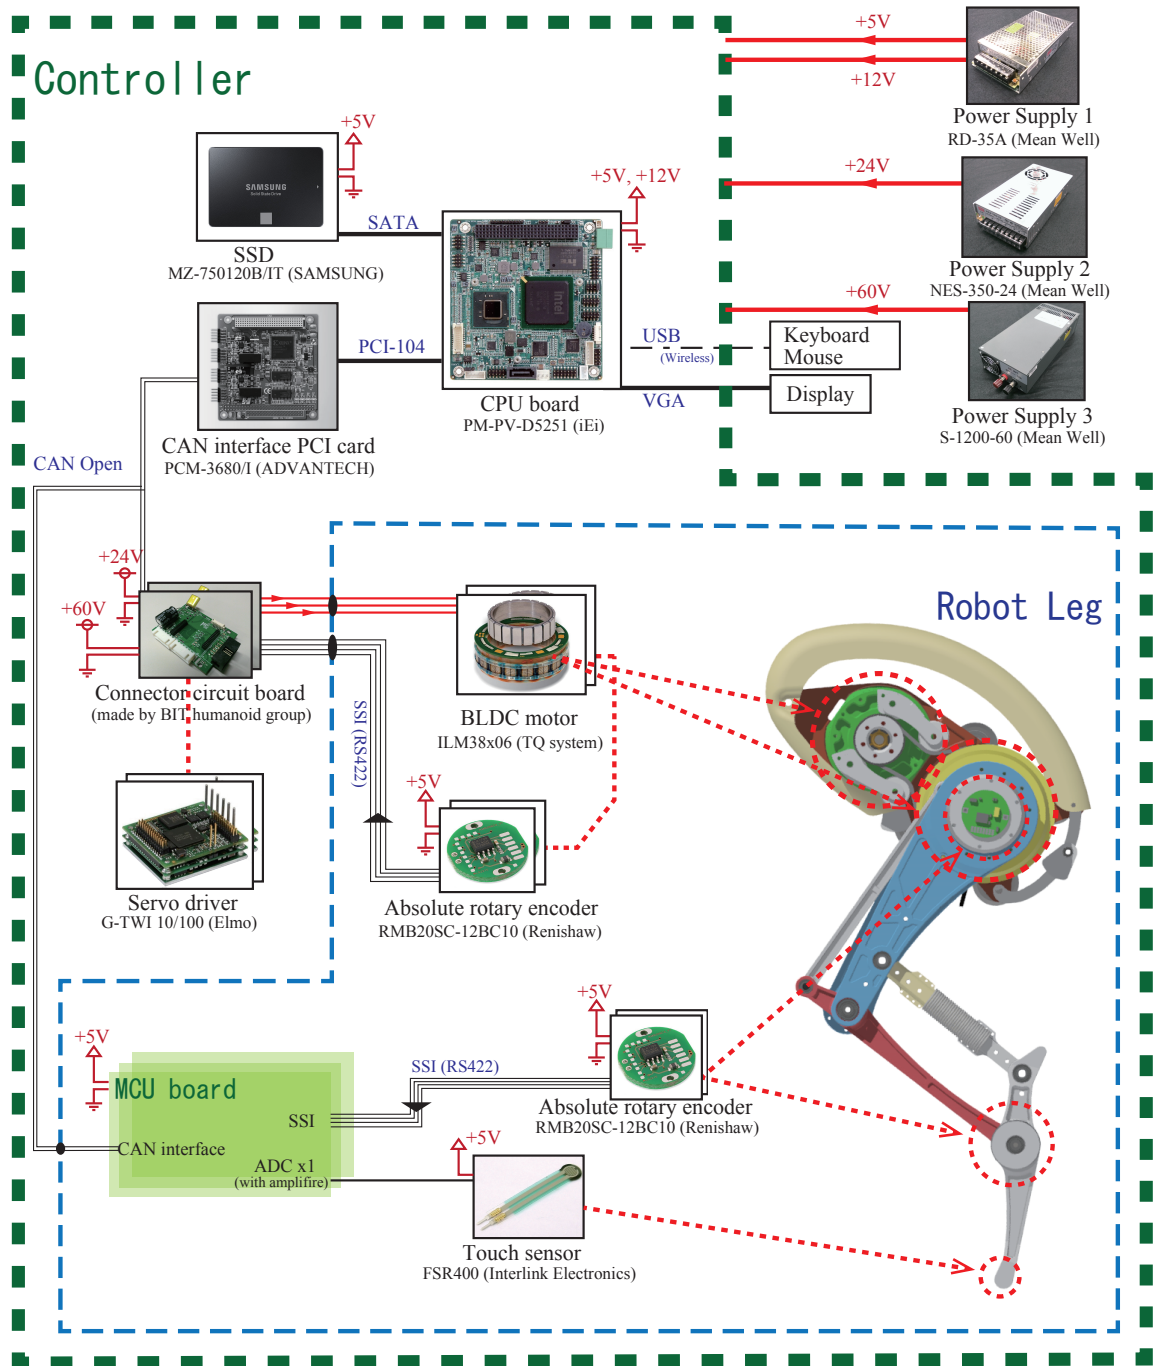 Controller
+5V
+12V
Power Supply 1
RD-35A (Mean Well)
+24V
Power Supply 2
NES-350-24 (Mean Well)
+60V
Power Supply 3
S-1200-60 (Mean Well)
+5V
SAMSUNG
Solid State Drive
SSD
MZ-750120B/IT (SAMSUNG)
SATA
+5V, +12V
intel
CPU board
PM-PV-D5251 (iEi)
PCI-104
CAN interface PCI card
PCM-3680/I (ADVANTECH)
USB
(Wireless)
Keyboard
Mouse
VGA
Display
CAN Open
+24V
+60V
Connector circuit board
(made by BIT humanoid group)
Servo driver
G-TWI 10/100 (Elmo)
Robot Leg
BLDC motor
ILM38x06 (TQ system)
SSI (RS422)
+5V
Absolute rotary encoder
RMB20SC-12BC10 (Renishaw)
+5V
Absolute rotary encoder
RMB20SC-12BC10 (Renishaw)
SSI (RS422)
+5V
MCU board
SSI
CAN interface
ADC x1
(with amplifire)
+5V
Touch sensor
FSR400 (Interlink Electronics)